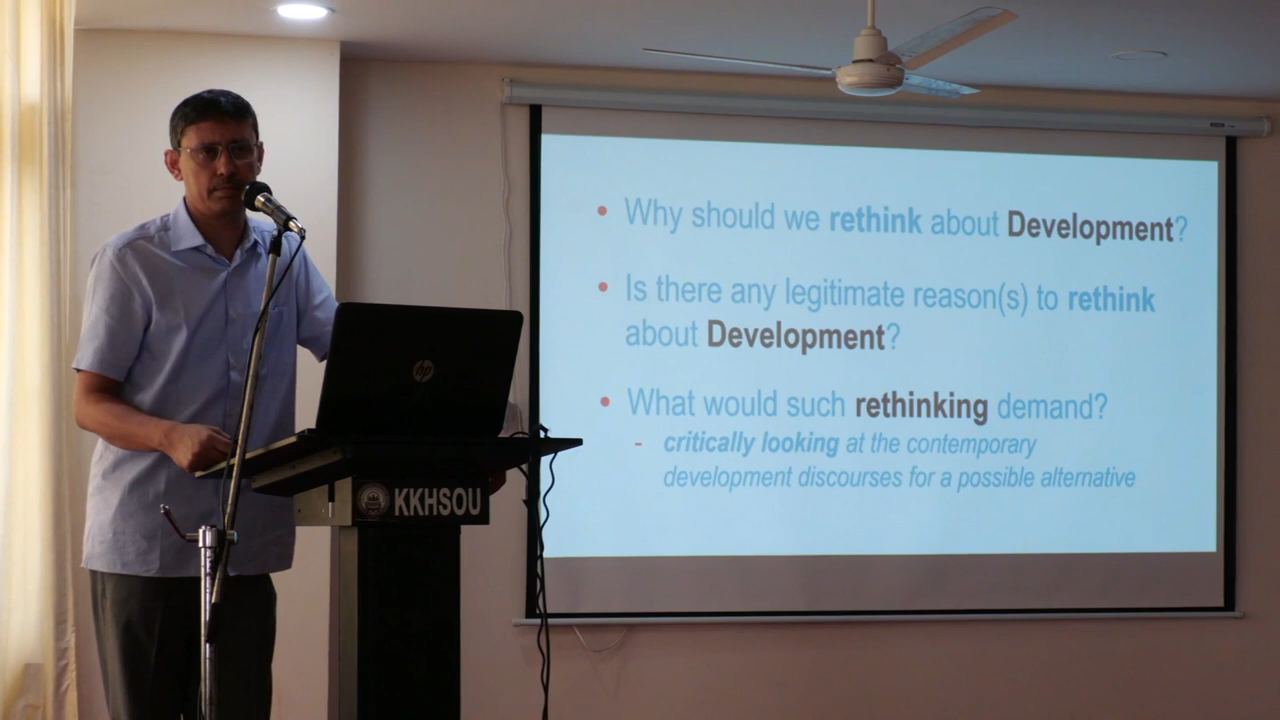 • Why should we rethink about Development?
• Is there any legitimate reason(s) to rethink
about Development?
• What would such rethinking demand?
- critically looking at the contemporary
development discourses for a possible alternative
hp
KKHSOU